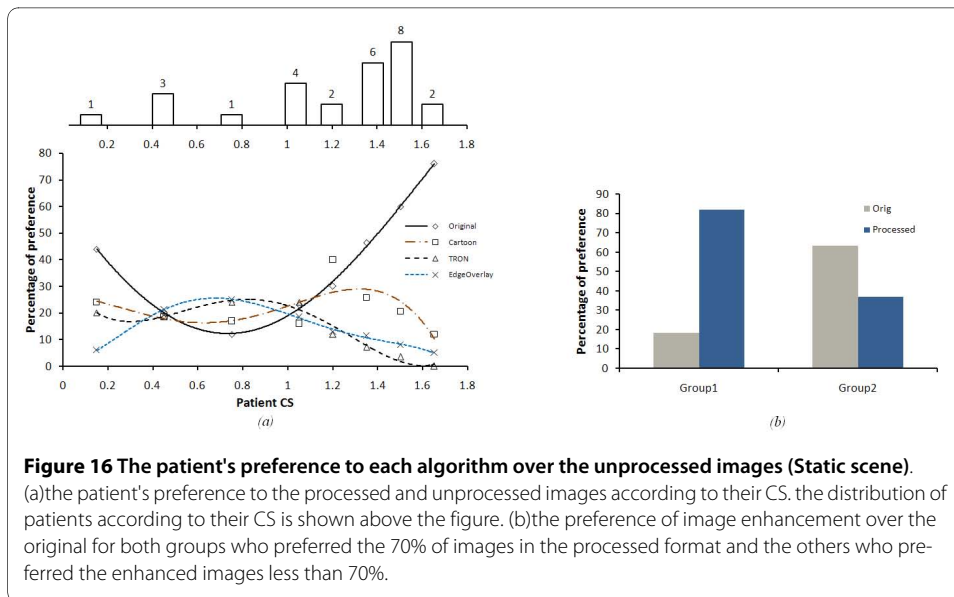 1 3 1 4 2 6 8 2
0.2 0.4 0.6 0.8 1 1.2 1.4 1.6 1.8
Percentage of preference
80
70
60
50
40
30
20
10
0
Original
Cartoon
TRON
EdgeOverlay
0 0.2 0.4 0.6 0.8 1 1.2 1.4 1.6 1.8
Patient CS
(a)
Percentage of preference
90
80
70
60
50
40
30
20
10
0
Orig
Processed
Group1 Group2
(b)
Figure 16 The patient's preference to each algorithm over the unprocessed images (Static scene).
(a)the patient's preference to the processed and unprocessed images according to their CS. the distribution of
patients according to their CS is shown above the figure. (b)the preference of image enhancement over the
original for both groups who preferred the 70% of images in the processed format and the others who pre-
ferred the enhanced images less than 70%.